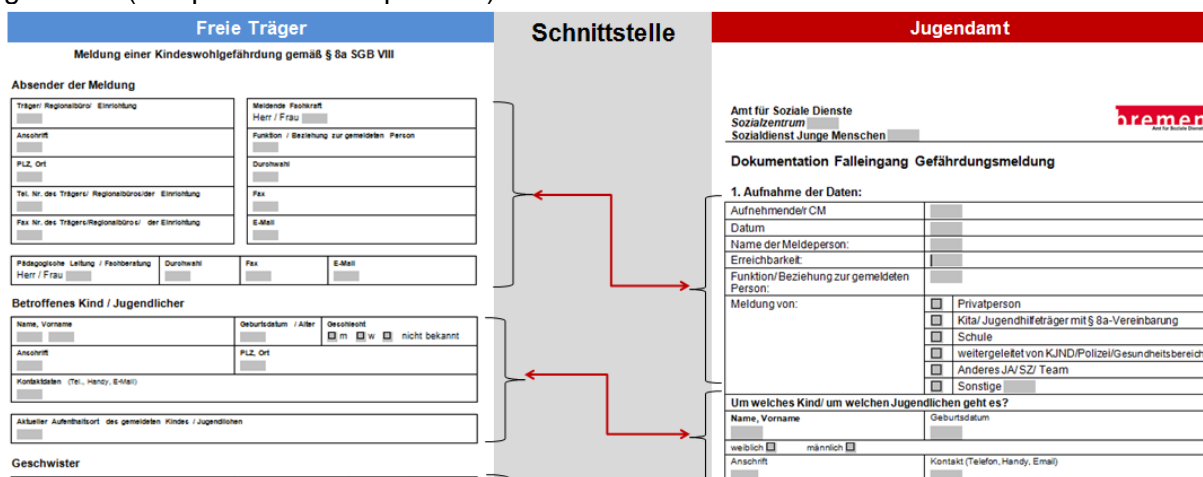 Freie Träger
Schnittstelle
Jugendamt
Meldung einer Kindeswohlgefährdung gemäß § 8a SGB VIII
Absender der Meldung
Träger/ Regionalbüro/ Einrichtung
Meldende Fachkraft
Herr / Frau
Anschrift
Funktion / Beziehung zur gemeldeten Person
PLZ, Ort
Durchwahl
Tel. Nr. des Trägers/ Regionalbüros/der Einrichtung
Fax
Fax Nr. des Trägers/Regionalbüros/ der Einrichtung
E-Mail
Pädagogische Leitung / Fachberatung
Herr / Frau
Durchwahl
Fax
E-Mail
Betroffenes Kind / Jugendlicher
Name, Vorname
Geburtsdatum / Alter
Geschlecht
m w nicht bekannt
Anschrift
PLZ, Ort
Kontaktdaten (Tel., Handy, E-Mail)
Aktueller Aufenthaltsort des gemeldeten Kindes / Jugendlichen
Geschwister
Amt für Soziale Dienste
Sozialzentrum
Sozialdienst Junge Menschen
bremen
Amt für Soziale Dienste
Dokumentation Falleingang Gefährdungsmeldung
1. Aufnahme der Daten:
Aufnehmende/r CM
Datum
Name der Meldeperson:
Erreichbarkeit:
Funktion/Beziehung zur gemeldeten
Person:
Meldung von:
Privatperson
Kita/ Jugendhilfeträger mit § 8a-Vereinbarung
Schule
weitergeleitet von KJND/Polizei/Gesundheitsbereich
Anderes JA/SZ/ Team
Sonstige
Um welches Kind/ um welchen Jugendlichen geht es?
Name, Vorname
Geburtsdatum
weiblich männlich
Anschrift
Kontakt (Telefon, Handy, Email)